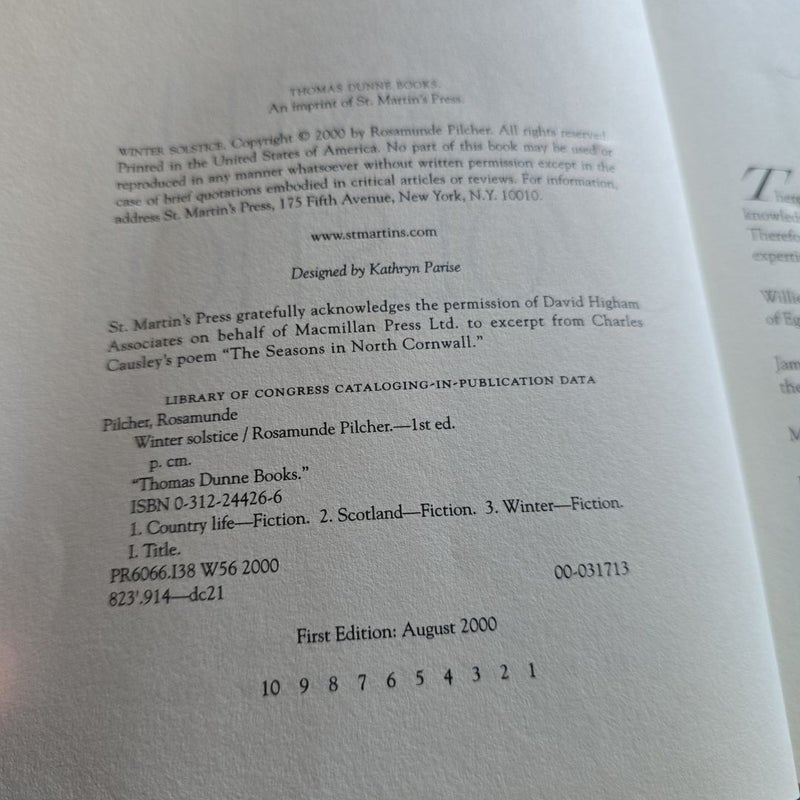 THOMAS DUNNE BOOKS.
An imprint of St. Martin's Press.
WINTER SOLSTICE. Copyright © 2000 by Rosamunde Pilcher. All rights reserved.
Printed in the United States of America. No part of this book may be used or
reproduced in any manner whatsoever without written permission except in the
case of brief quotations embodied in critical articles or reviews. For information,
address St. Martin's Press, 175 Fifth Avenue, New York, N.Y. 10010.
www.stmartins.com
Designed by Kathryn Parise
St. Martin's Press gratefully acknowledges the permission of David Higham
Associates on behalf of Macmillan Press Ltd. to excerpt from Charles
Causley's poem "The Seasons in North Cornwall."
LIBRARY OF CONGRESS CATALOGING-IN-PUBLICATION DATA
Pilcher, Rosamunde
Winter solstice / Rosamunde Pilcher.—1st ed.
p. cm.
"Thomas Dunne Books."
ISBN 0-312-24426-6
1. Country life—Fiction. 2. Scotland—Fiction. 3. Winter—Fiction.
I. Title.
PR6066.I38 W56 2000
823'.914—dc21
00-031713
First Edition: August 2000
10 9 8 7 6 5 4 3 2 1